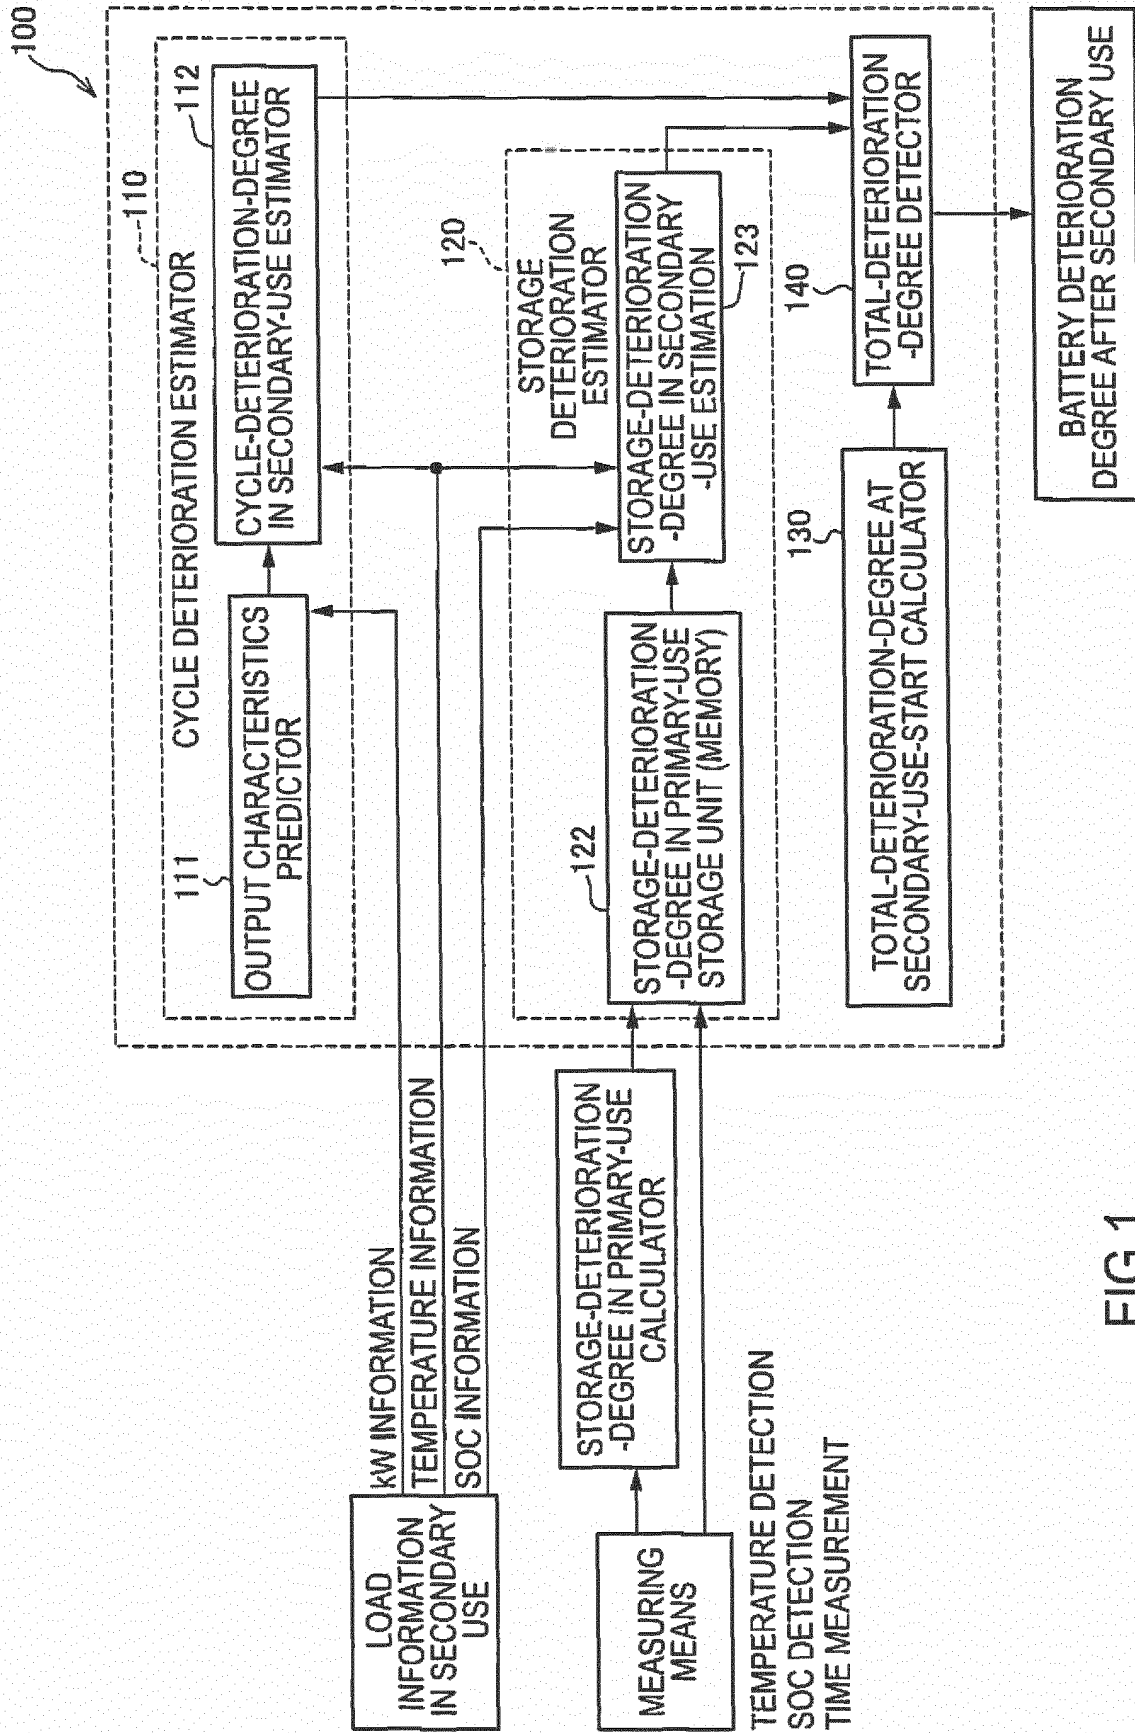 100
110
CYCLE DETERIORATION ESTIMATOR
111
OUTPUT CHARACTERISTICS
PREDICTOR
112
CYCLE-DETERIORATION-DEGREE
IN SECONDARY-USE ESTIMATOR
LOAD
INFORMATION
IN SECONDARY
USE
kW INFORMATION
TEMPERATURE INFORMATION
SOC INFORMATION
120
STORAGE
DETERIORATION
ESTIMATOR
MEASURING
MEANS
TEMPERATURE DETECTION
SOC DETECTION
TIME MEASUREMENT
STORAGE-DETERIORATION
-DEGREE IN PRIMARY-USE
CALCULATOR
122
STORAGE-DETERIORATION
-DEGREE IN PRIMARY-USE
STORAGE UNIT (MEMORY)
STORAGE-DETERIORATION
-DEGREE IN SECONDARY
-USE ESTIMATION
123
130
TOTAL-DETERIORATION-DEGREE AT
SECONDARY-USE-START CALCULATOR
140
TOTAL-DETERIORATION
-DEGREE DETECTOR
BATTERY DETERIORATION
DEGREE AFTER SECONDARY USE
FIG.1